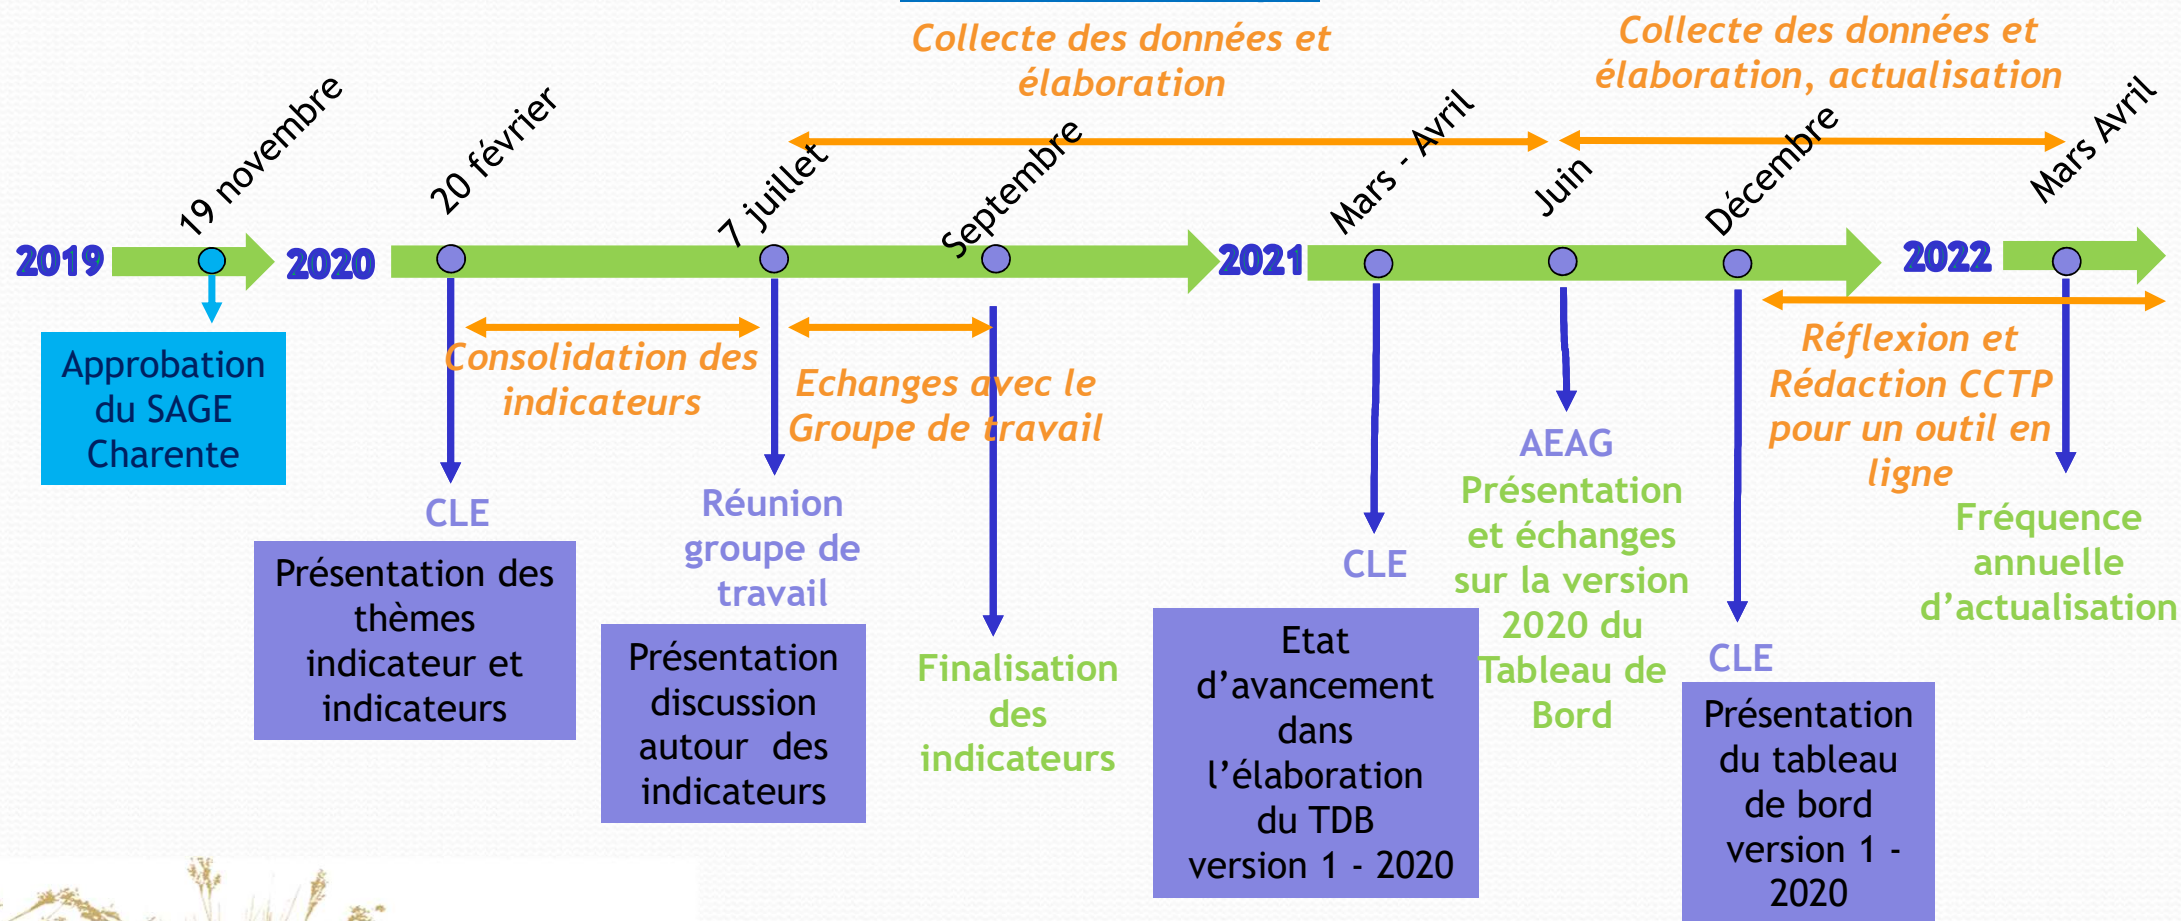 Collecte des données et
élaboration
Collecte des données et
élaboration, actualisation
19 novembre
20 février
7 juillet
Septembre
Mars - Avril
Juin
Décembre
Mars Avril
2019
2020
2021
2022
Approbation
du SAGE
Charente
Consolidation des
indicateurs
Echanges avec le
Groupe de travail
Réflexion et
Rédaction CCTP
pour un outil en
ligne
CLE
Présentation des
thèmes
indicateur et
indicateurs
Réunion
groupe de
travail
Présentation
discussion
autour des
indicateurs
Finalisation
des
indicateurs
CLE
Etat
d’avancement
dans
l’élaboration
du TDB
version 1 - 2020
AEAG
Présentation
et échanges
sur la version
2020 du
Tableau de
Bord
CLE
Présentation
du tableau
de bord
version 1 -
2020
Fréquence
annuelle
d’actualisation